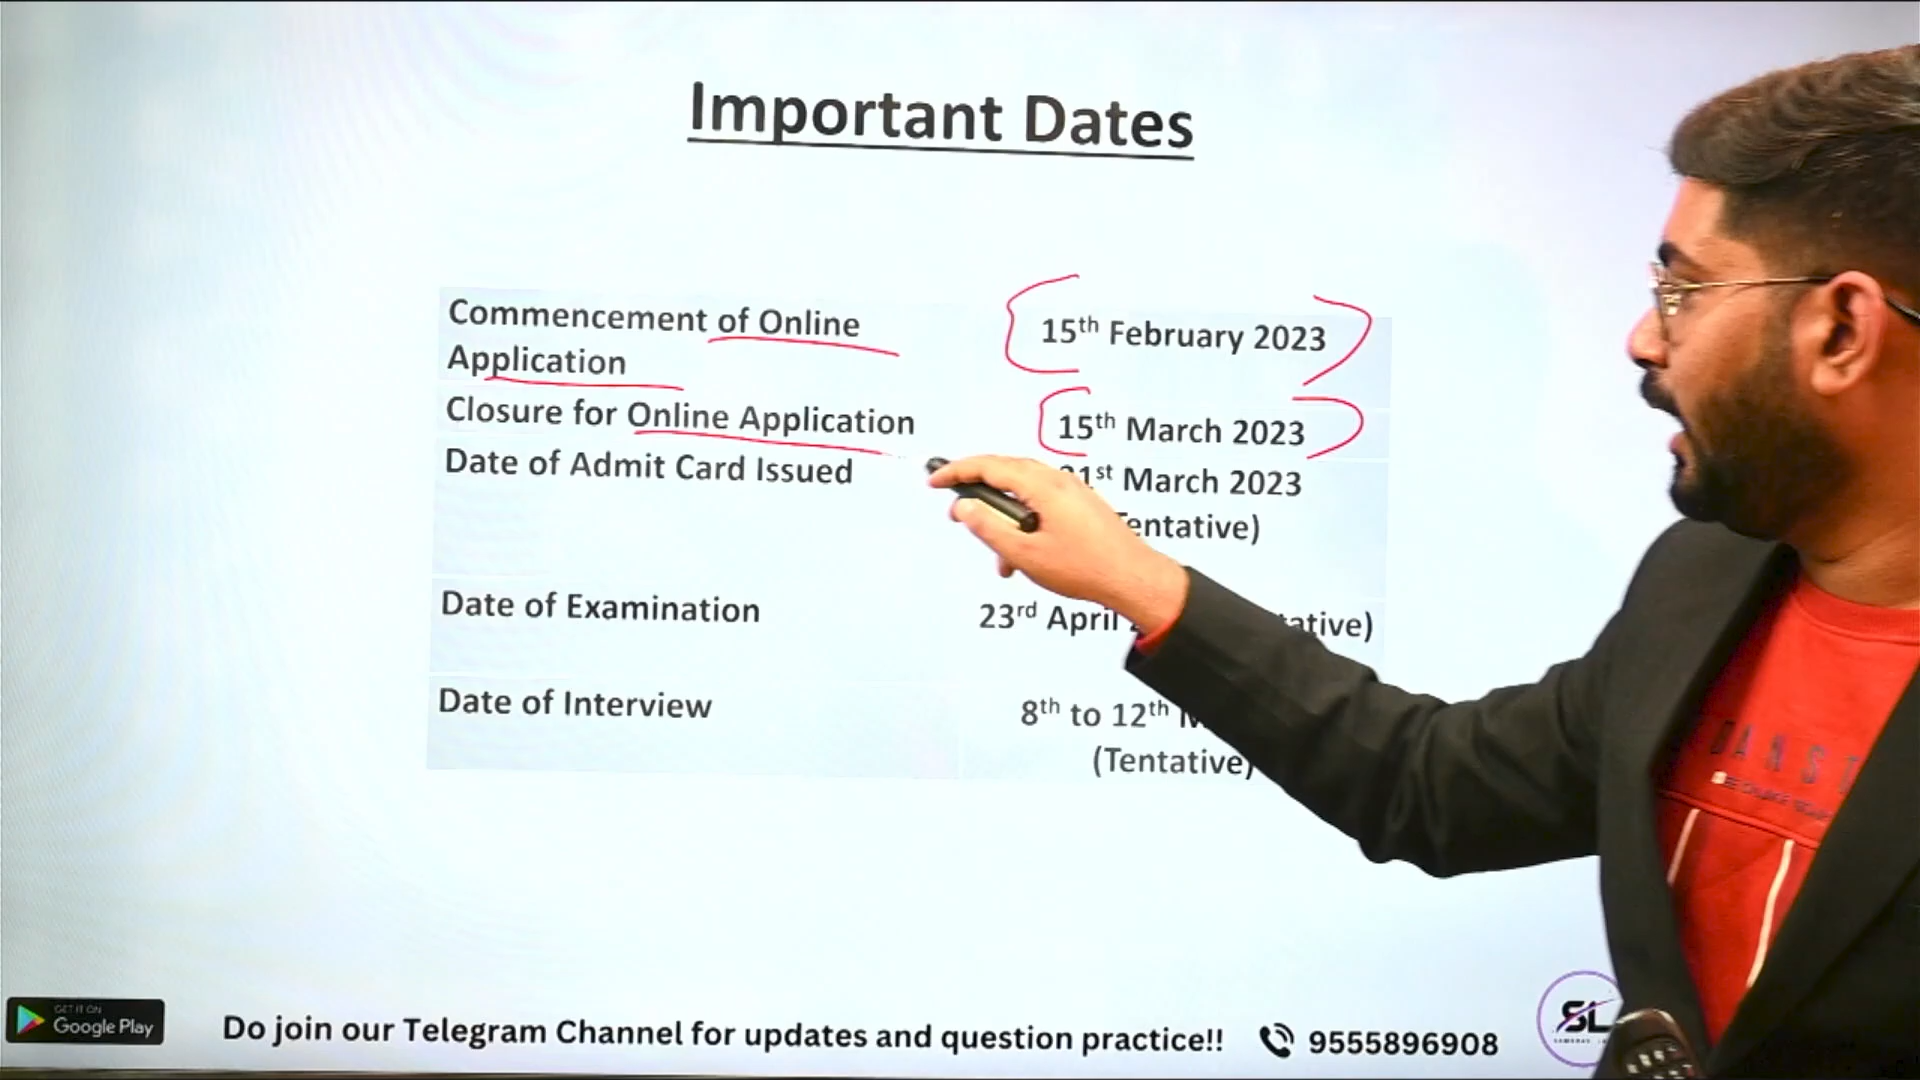 Important Dates
Commencement of Online
Application
15th February 2023
Closure for Online Application
15th March 2023
Date of Admit Card Issued
March 2023
Tentative)
Date of Examination
23rd April
Date of Interview
8th to 12th
(Tentative)
GET IT ON
Google Play
Do join our Telegram Channel for updates and question practice!!
9555896908
SL